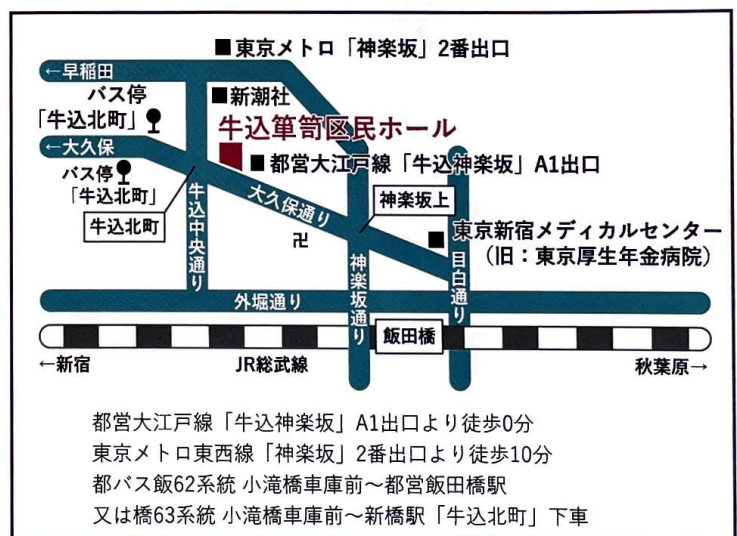 ■東京メトロ「神楽坂」2番出口
←早稲田
バス停
「牛込北町」
■新潮社
牛込箪笥区民ホール
←大久保
■都営大江戸線「牛込神楽坂」A1出口
バス停
「牛込北町」
大久保通り
神楽坂上
牛込北町
牛込中央通り
卍
■東京新宿メディカルセンター
(旧:東京厚生年金病院)
神楽坂通り
目白通り
外堀通り
飯田橋
←新宿
JR総武線
秋葉原→
都営大江戸線「牛込神楽坂」A1出口より徒歩0分
東京メトロ東西線「神楽坂」2番出口より徒歩10分
都バス飯62系統 小滝橋車庫前~都営飯田橋駅
又は橋63系統 小滝橋車庫前~新橋駅「牛込北町」下車